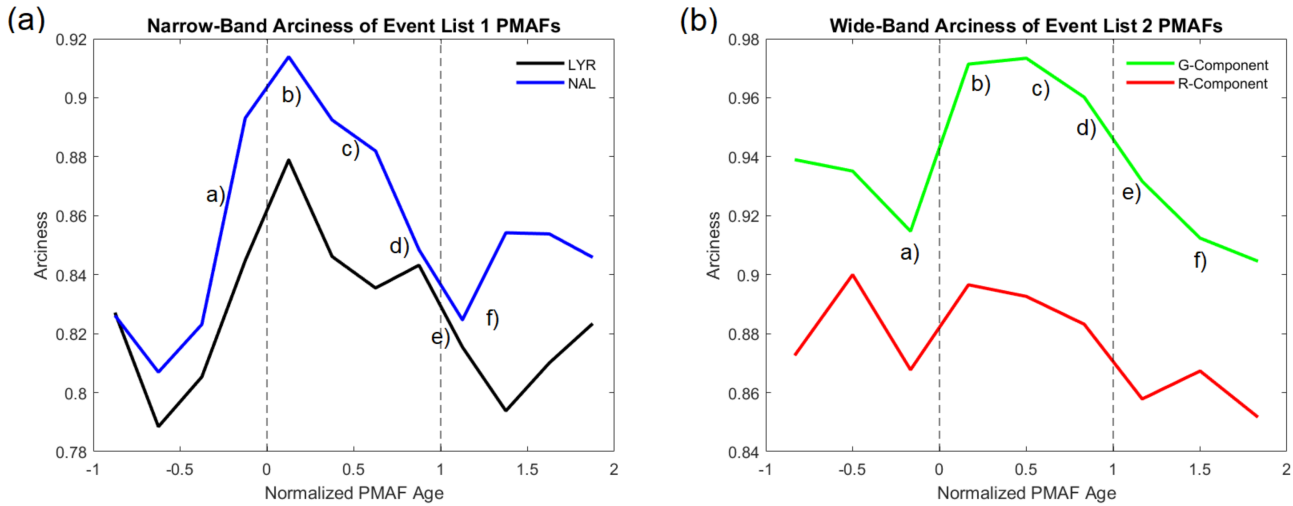 (a)
Narrow-Band Arciness of Event List 1 PMAFs
0.92
0.9
0.88
0.86
0.84
0.82
0.8
0.78
Arciness
LYR
NAL
a)
b)
c)
d)
e)
f)
-1
-0.5
0
0.5
1
1.5
2
Normalized PMAF Age
(b)
Wide-Band Arciness of Event List 2 PMAFs
0.98
0.96
0.94
0.92
0.9
0.88
0.86
0.84
Arciness
G-Component
R-Component
a)
b)
c)
d)
e)
f)
-1
-0.5
0
0.5
1
1.5
2
Normalized PMAF Age